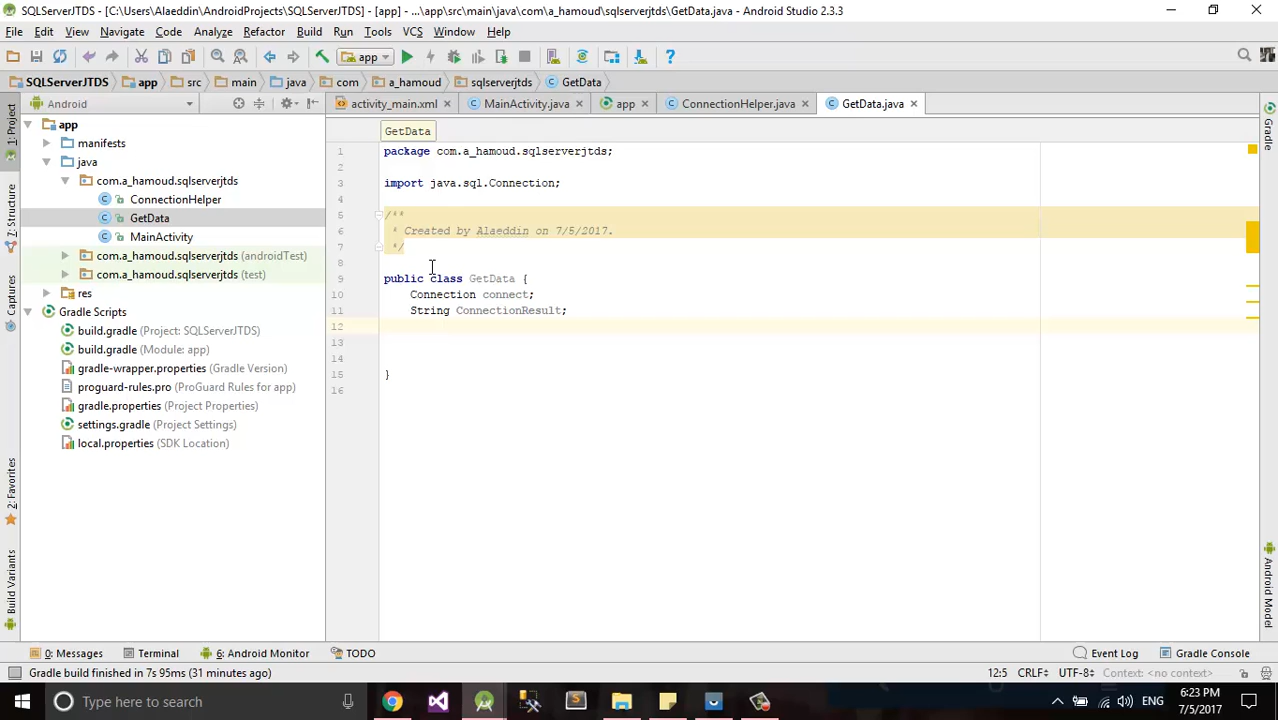 SQLServerJTDS - [C:\Users\Alaeddin\AndroidProjects\SQLServerJTDS] - [app] - ...\app\src\main\java\com\a_hamoud\sqlserverjtds\GetData.java - Android Studio 2.3.3
File Edit View Navigate Code Analyze Refactor Build Run Tools VCS Window Help
app
SQLServerJTDS app src main java com a_hamoud sqlserverjtds GetData
Android activity_main.xml MainActivity.java app ConnectionHelper.java GetData.java
1: Project
Z: Structure
Captures
2: Favorites
Build Variants
app
manifests
java
com.a_hamoud.sqlserverjtds
ConnectionHelper
GetData
MainActivity
com.a_hamoud.sqlserverjtds (androidTest)
com.a_hamoud.sqlserverjtds (test)
res
Gradle Scripts
build.gradle (Project: SQLServerJTDS)
build.gradle (Module: app)
gradle-wrapper.properties (Gradle Version)
proguard-rules.pro (ProGuard Rules for app)
gradle.properties (Project Properties)
settings.gradle (Project Settings)
local.properties (SDK Location)
GetData
1 package com.a_hamoud.sqlserverjtds;
2
3 import java.sql.Connection;
4
5 /**
6 * Created by Alaeddin on 7/5/2017.
7 */
8
9 public class GetData {
10 Connection connect;
11 String ConnectionResult;
12
13
14
15 }
16
Gradle
Android Model
0: Messages Terminal 6: Android Monitor TODO Event Log Gradle Console
Gradle build finished in 7s 95ms (31 minutes ago) 12:5 CRLF UTF-8 Context: <no context>
Type here to search ENG 6:23 PM
7/5/2017